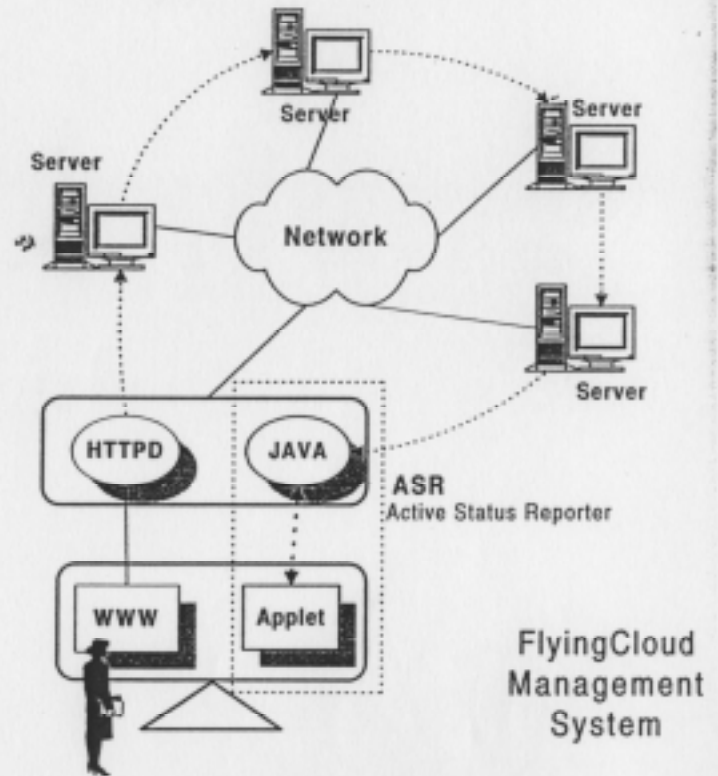 Server
Server
Server
Network
Server
HTTPD
JAVA
ASR
Active Status Reporter
WWW
Applet
FlyingCloud
Management
System